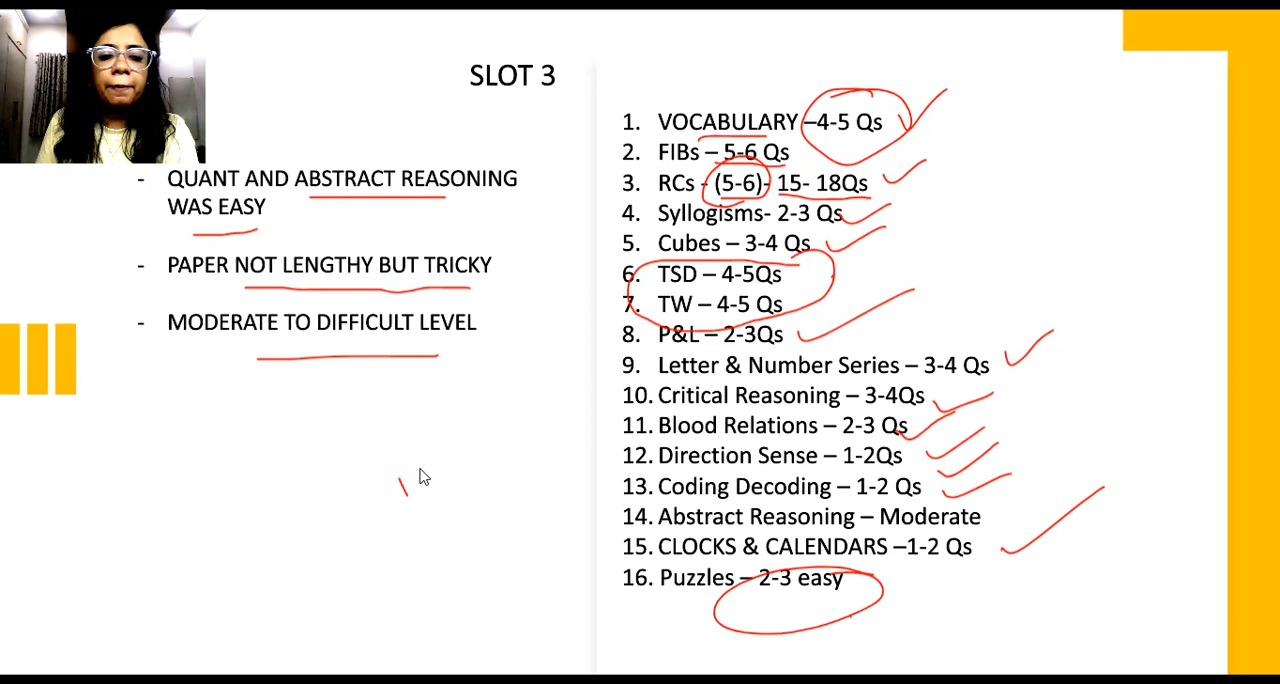 SLOT 3
- QUANT AND ABSTRACT REASONING
WAS EASY
- PAPER NOT LENGTHY BUT TRICKY
- MODERATE TO DIFFICULT LEVEL
1. VOCABULARY –4-5 Qs
2. FIBs – 5-6 Qs
3. RCs - (5-6)- 15- 18Qs
4. Syllogisms- 2-3 Qs
5. Cubes – 3-4 Qs
6. TSD – 4-5Qs
7. TW – 4-5 Qs
8. P&L – 2-3Qs
9. Letter & Number Series – 3-4 Qs
10. Critical Reasoning – 3-4Qs
11. Blood Relations – 2-3 Qs
12. Direction Sense – 1-2Qs
13. Coding Decoding – 1-2 Qs
14. Abstract Reasoning – Moderate
15. CLOCKS & CALENDARS –1-2 Qs
16. Puzzles – 2-3 easy